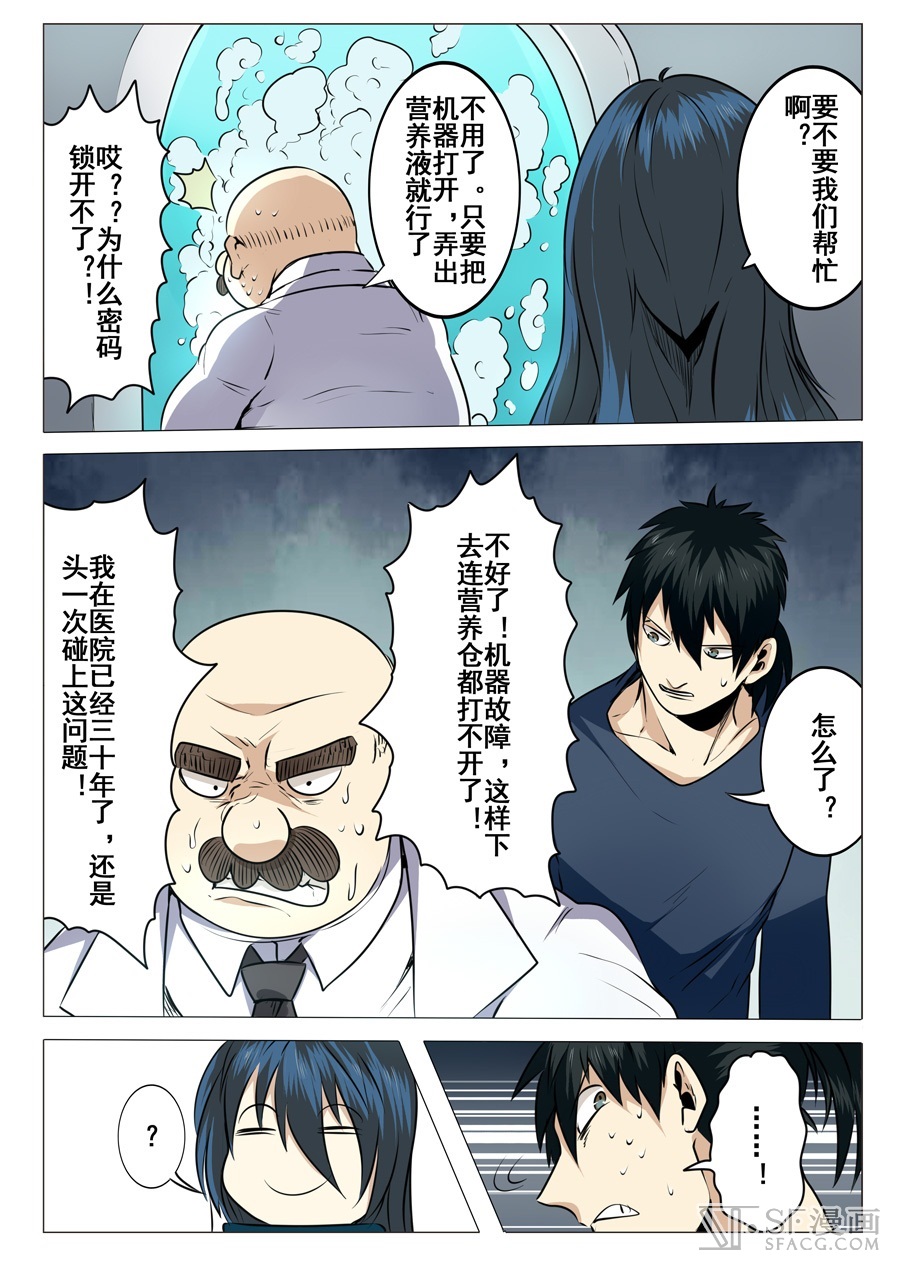 要不要我们帮忙
啊？
不用了。只要把
机器打开，弄出
营养液就行了
哎？？为什么密码
锁开不了？！
怎么了？
不好了！机器故障，这样下
去连营养仓都打不开了！
我在医院已经三十年了，还是
头一次碰上这问题！
……！
？
SF漫画
SFACG.COM